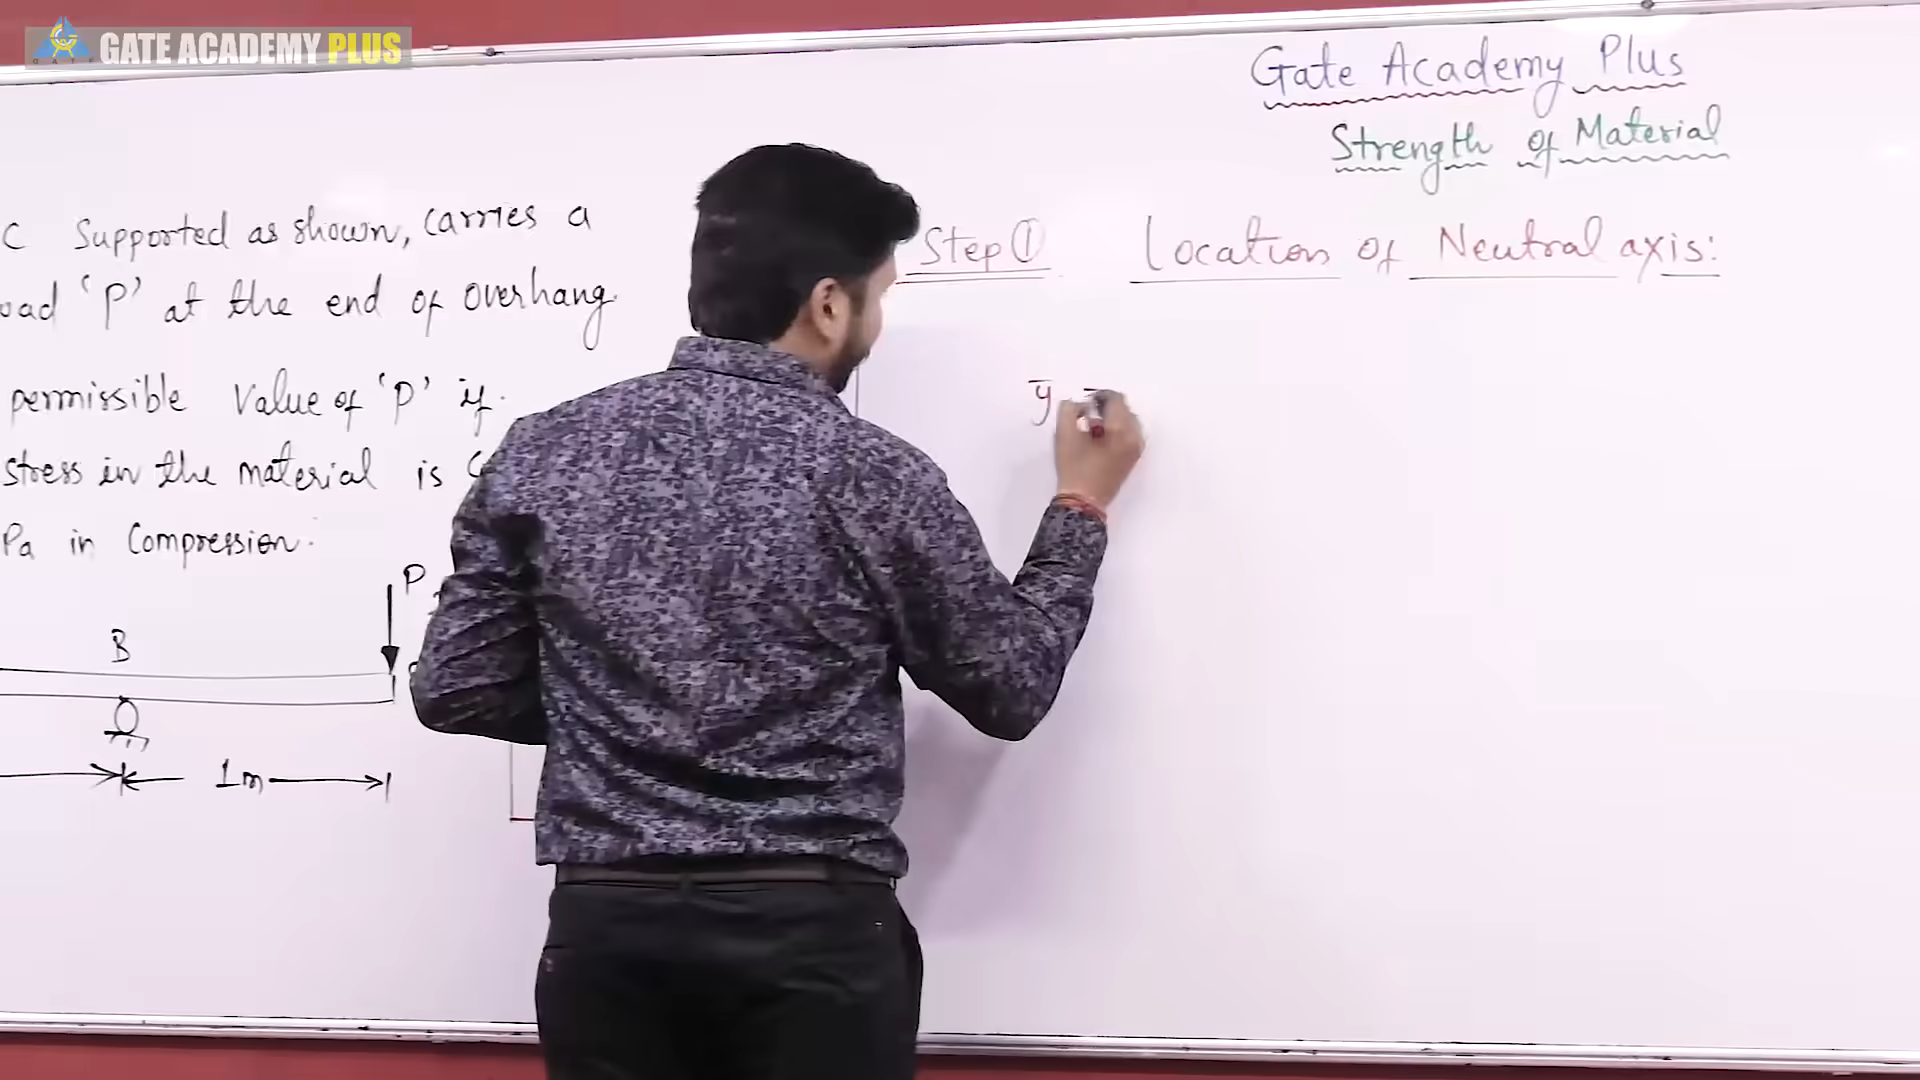 GATE ACADEMY PLUS
Gate Academy Plus
Strength of Material
C Supported as shown, carries a
oad 'P' at the end of overhang.
permissible value of 'P' if
stress in the material is
Pa in Compression.
P
B
1m
Step ①
Location of Neutral axis:
ȳ =